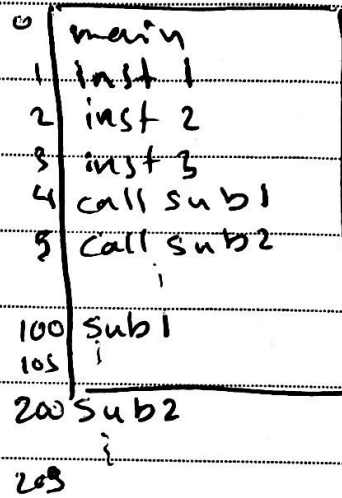 0 main
1 inst 1
2 inst 2
3 inst 3
4 call sub1
5 call sub2
⋮
100 sub1
105 ⋮
200 sub2
⋮
205